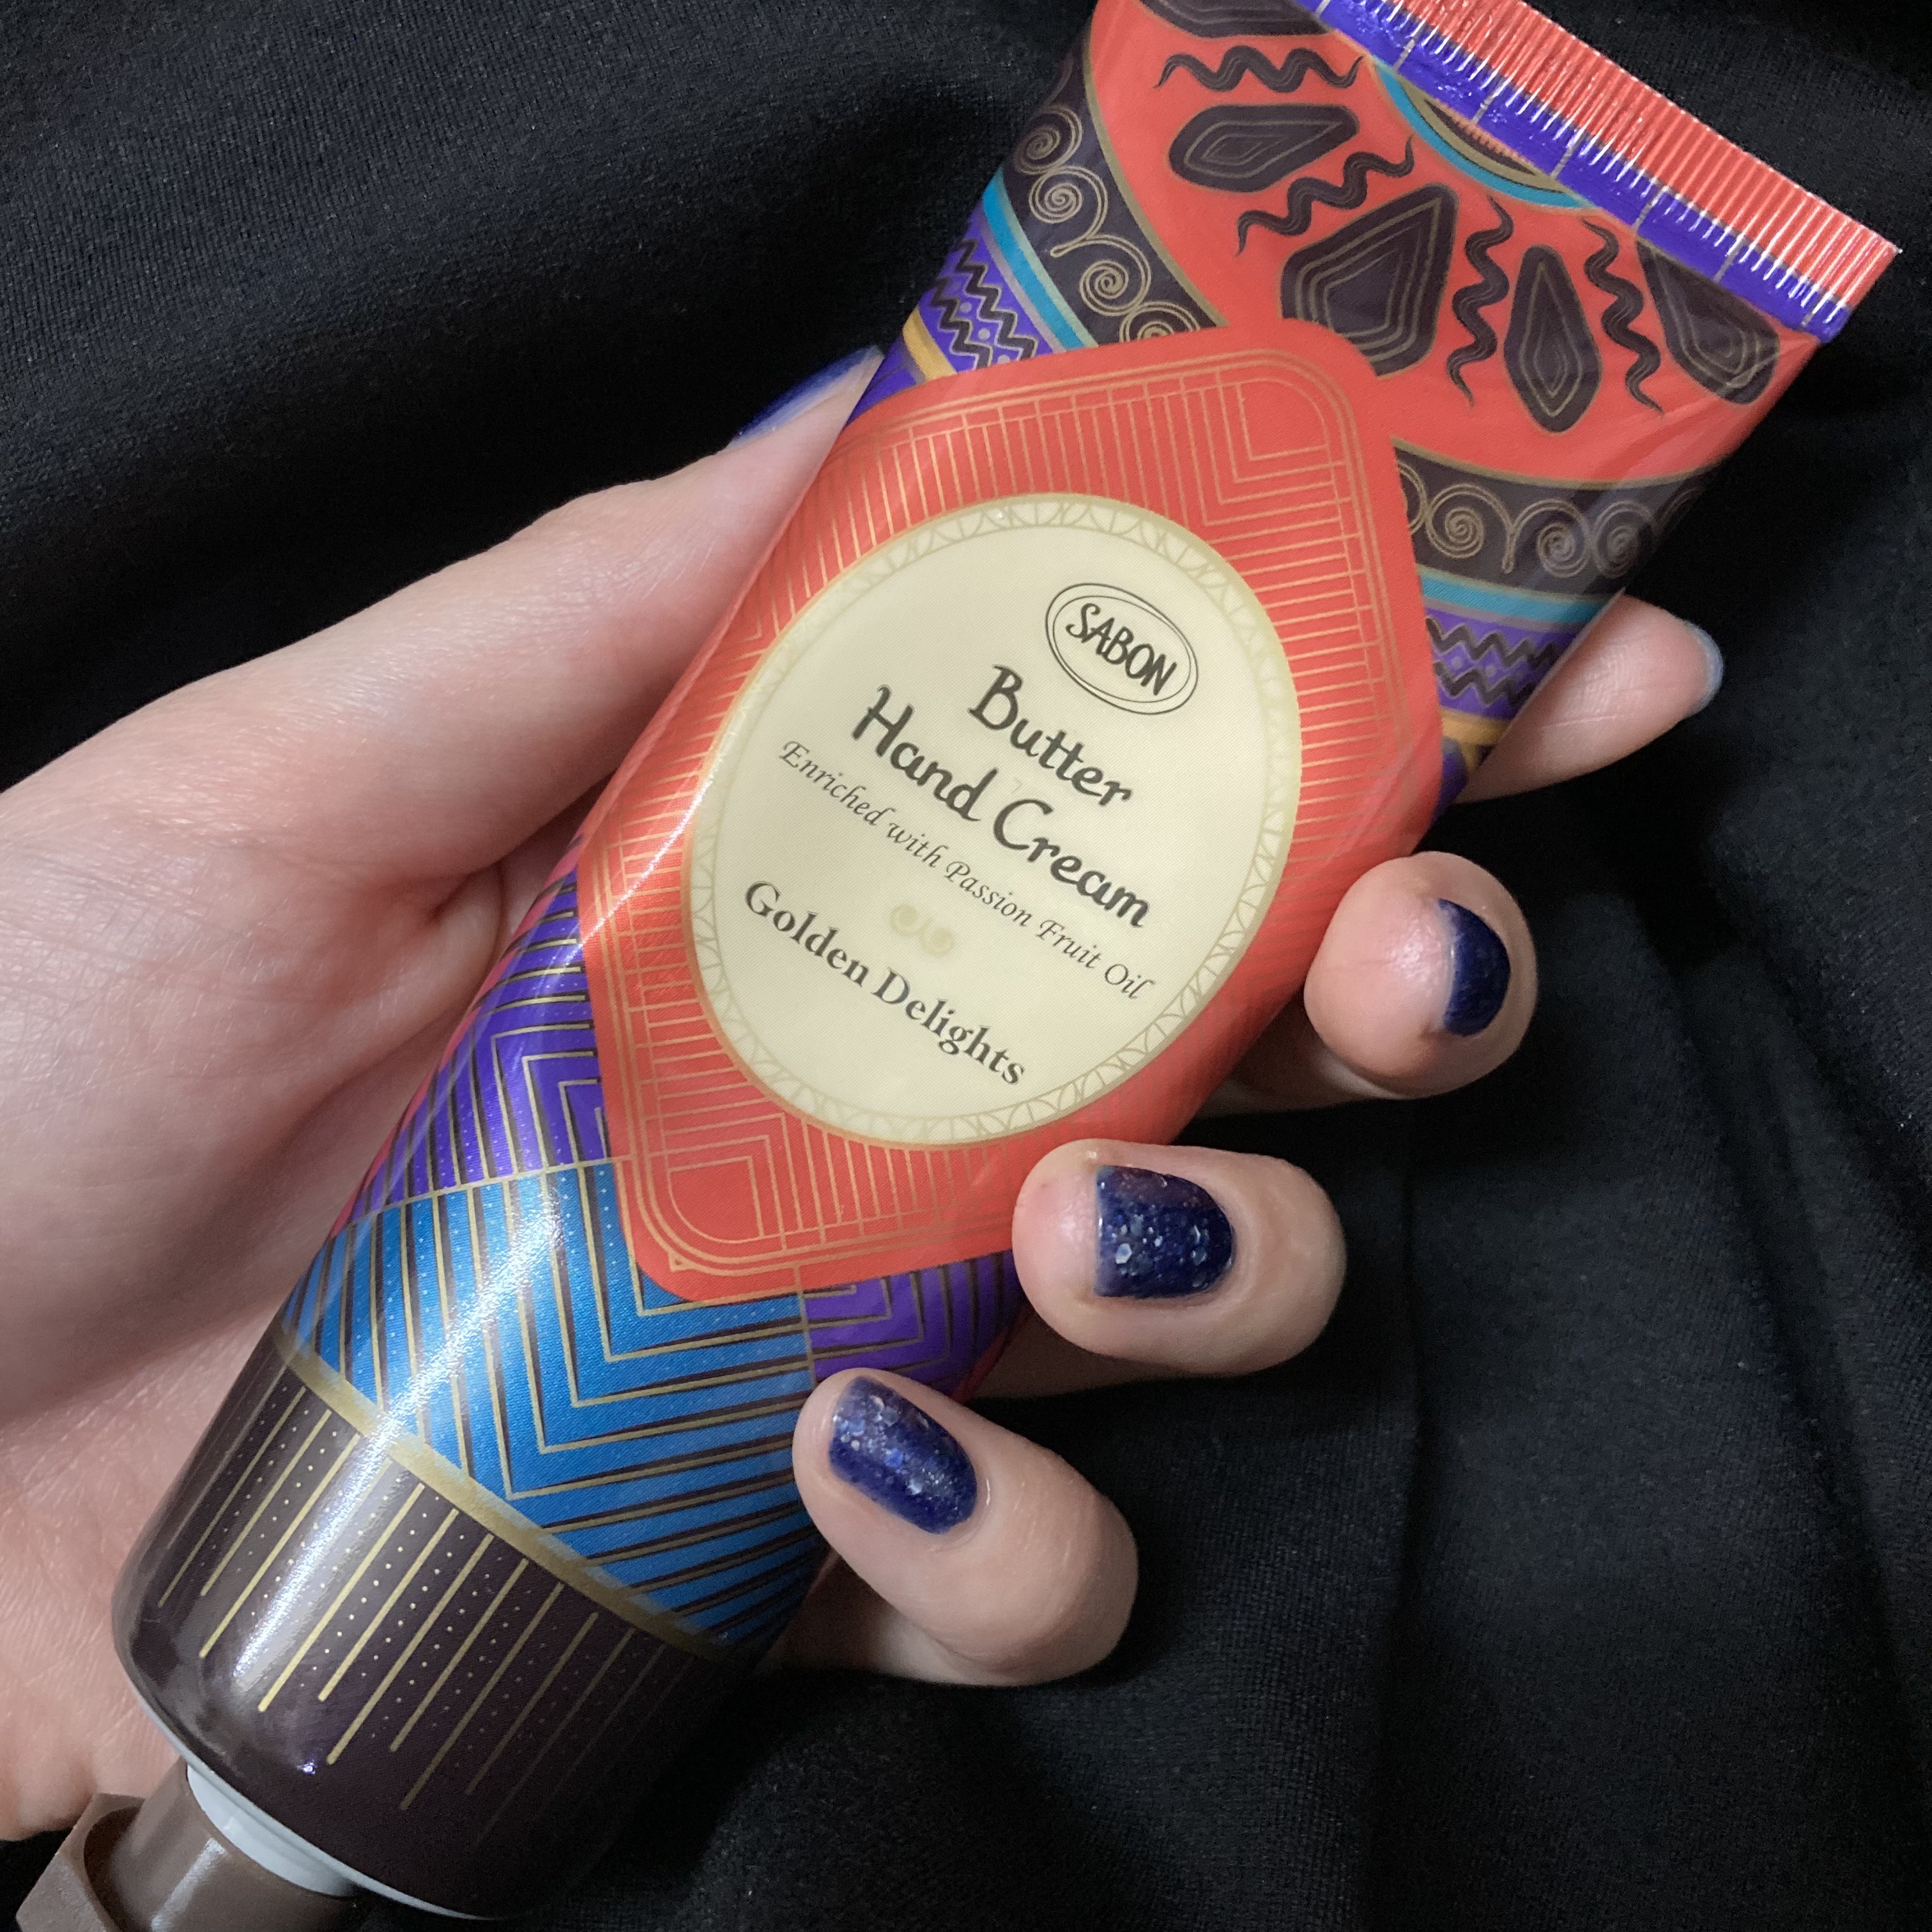 SABON
Butter
Hand Cream
Enriched with Passion Fruit Oil
Golden Delights